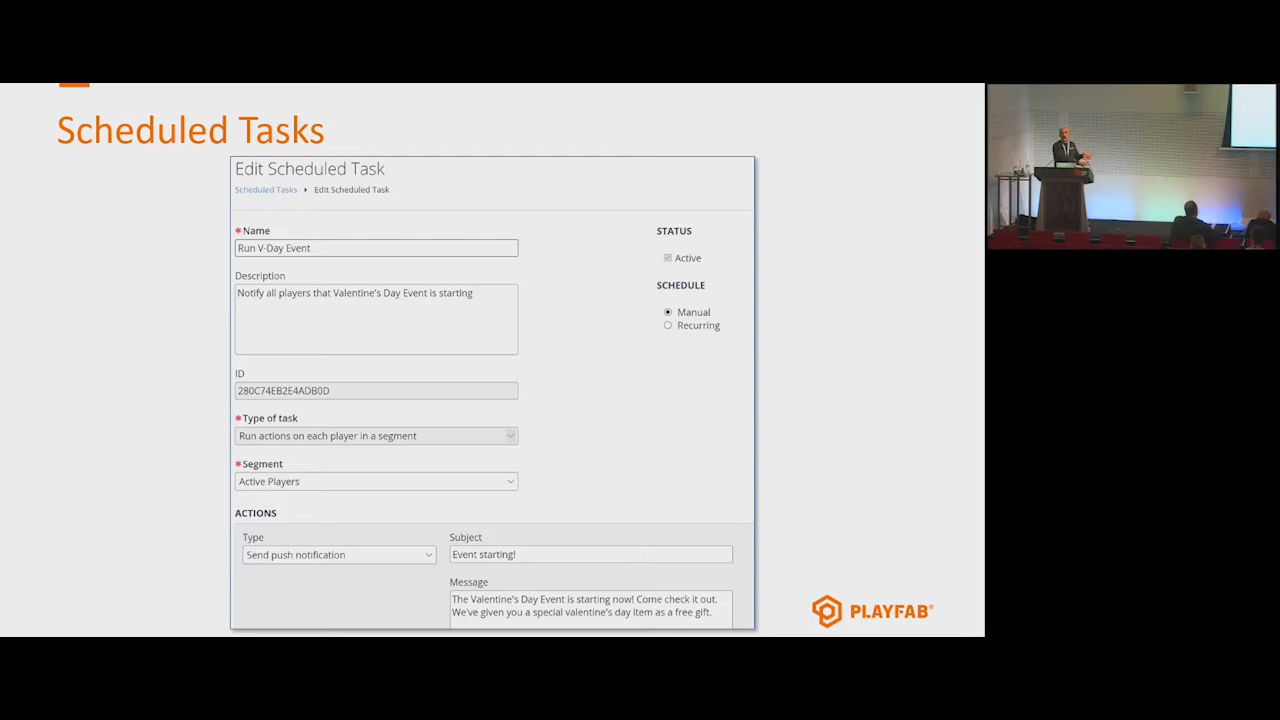 Scheduled Tasks
Edit Scheduled Task
Scheduled Tasks ▸ Edit Scheduled Task
*Name
Run V-Day Event
Description
Notify all players that Valentine's Day Event is starting
ID
280C74EB2E4ADB0D
*Type of task
Run actions on each player in a segment
*Segment
Active Players
STATUS
Active
SCHEDULE
Manual
Recurring
ACTIONS
Type
Send push notification
Subject
Event starting!
Message
The Valentine's Day Event is starting now! Come check it out.
We've given you a special valentine's day item as a free gift.
PLAYFAB®